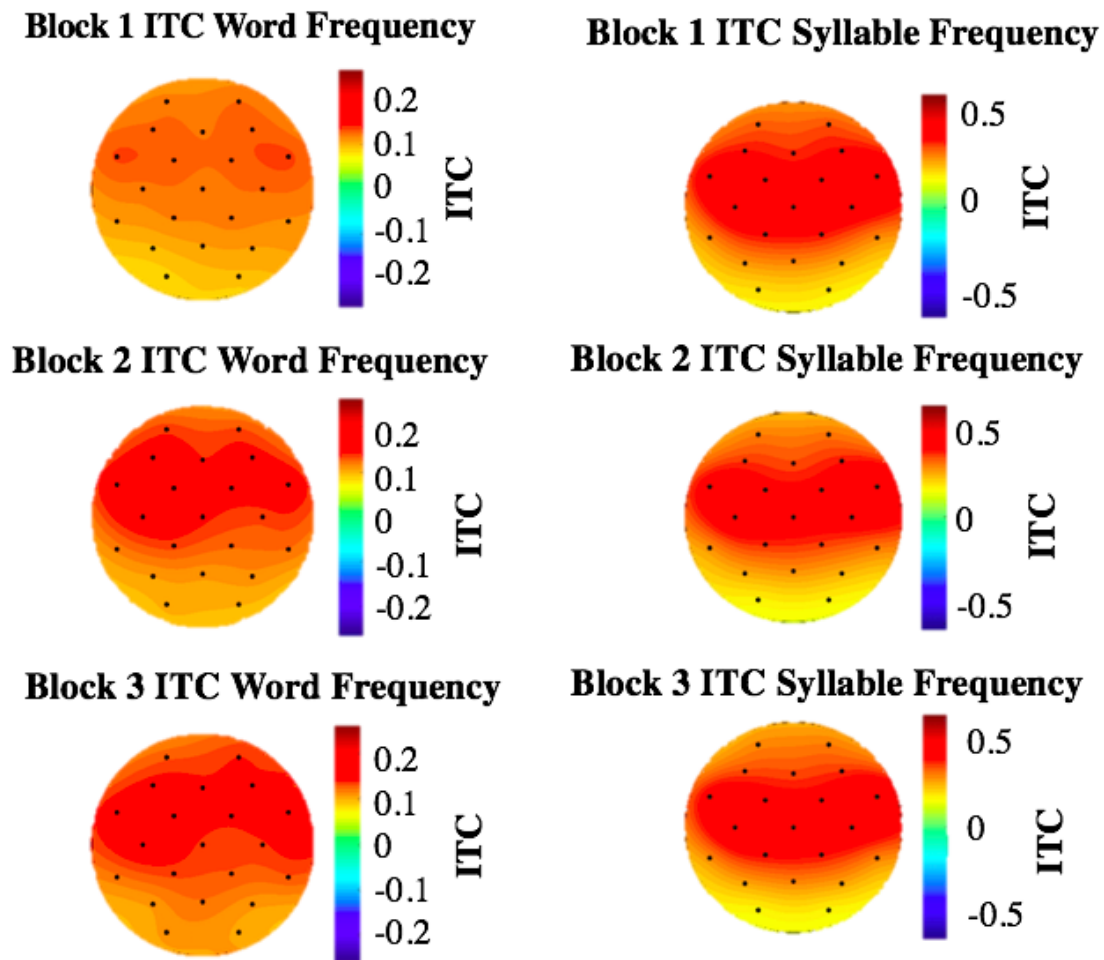 Block 1 ITC Word Frequency
0.2
0.1
0
-0.1
-0.2
ITC
Block 1 ITC Syllable Frequency
0.5
0
-0.5
ITC
Block 2 ITC Word Frequency
0.2
0.1
0
-0.1
-0.2
ITC
Block 2 ITC Syllable Frequency
0.5
0
-0.5
ITC
Block 3 ITC Word Frequency
0.2
0.1
0
-0.1
-0.2
ITC
Block 3 ITC Syllable Frequency
0.5
0
-0.5
ITC